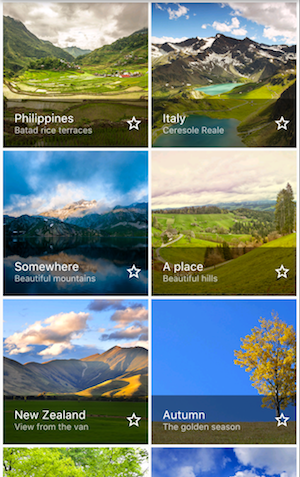 Philippines
Batad rice terraces
Italy
Ceresole Reale
Somewhere
Beautiful mountains
A place
Beautiful hills
New Zealand
View from the van
Autumn
The golden season